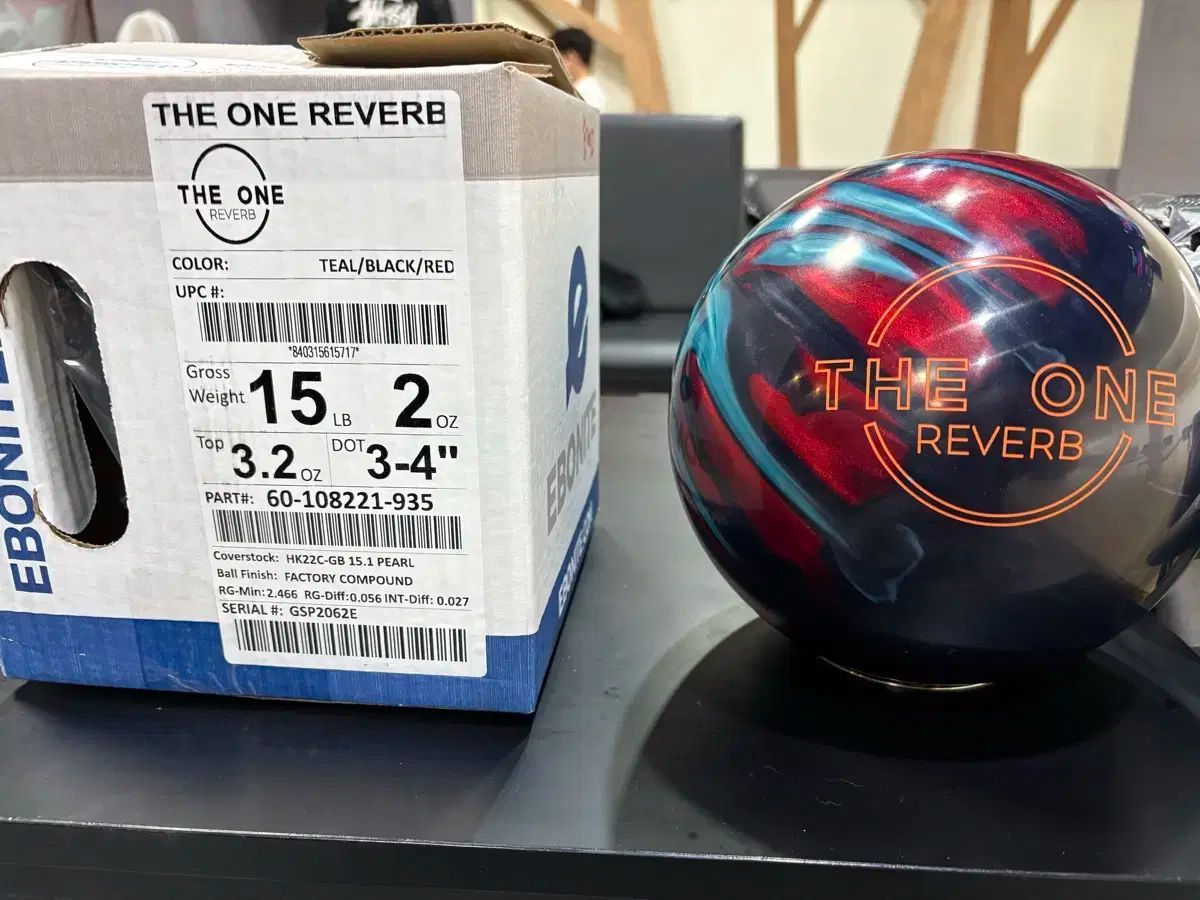 THE ONE REVERB
THE ONE
REVERB
COLOR: TEAL/BLACK/RED
UPC #:
*840315615717*
Gross Weight 15 LB 2 OZ
Top 3.2 OZ DOT 3-4"
PART#: 60-108221-935
Coverstock: HK22C-GB 15.1 PEARL
Ball Finish: FACTORY COMPOUND
RG-Min: 2.466 RG-Diff: 0.056 INT-Diff: 0.027
SERIAL #: GSP2062E
EBONITE
e
EBONITE
THE ONE
REVERB